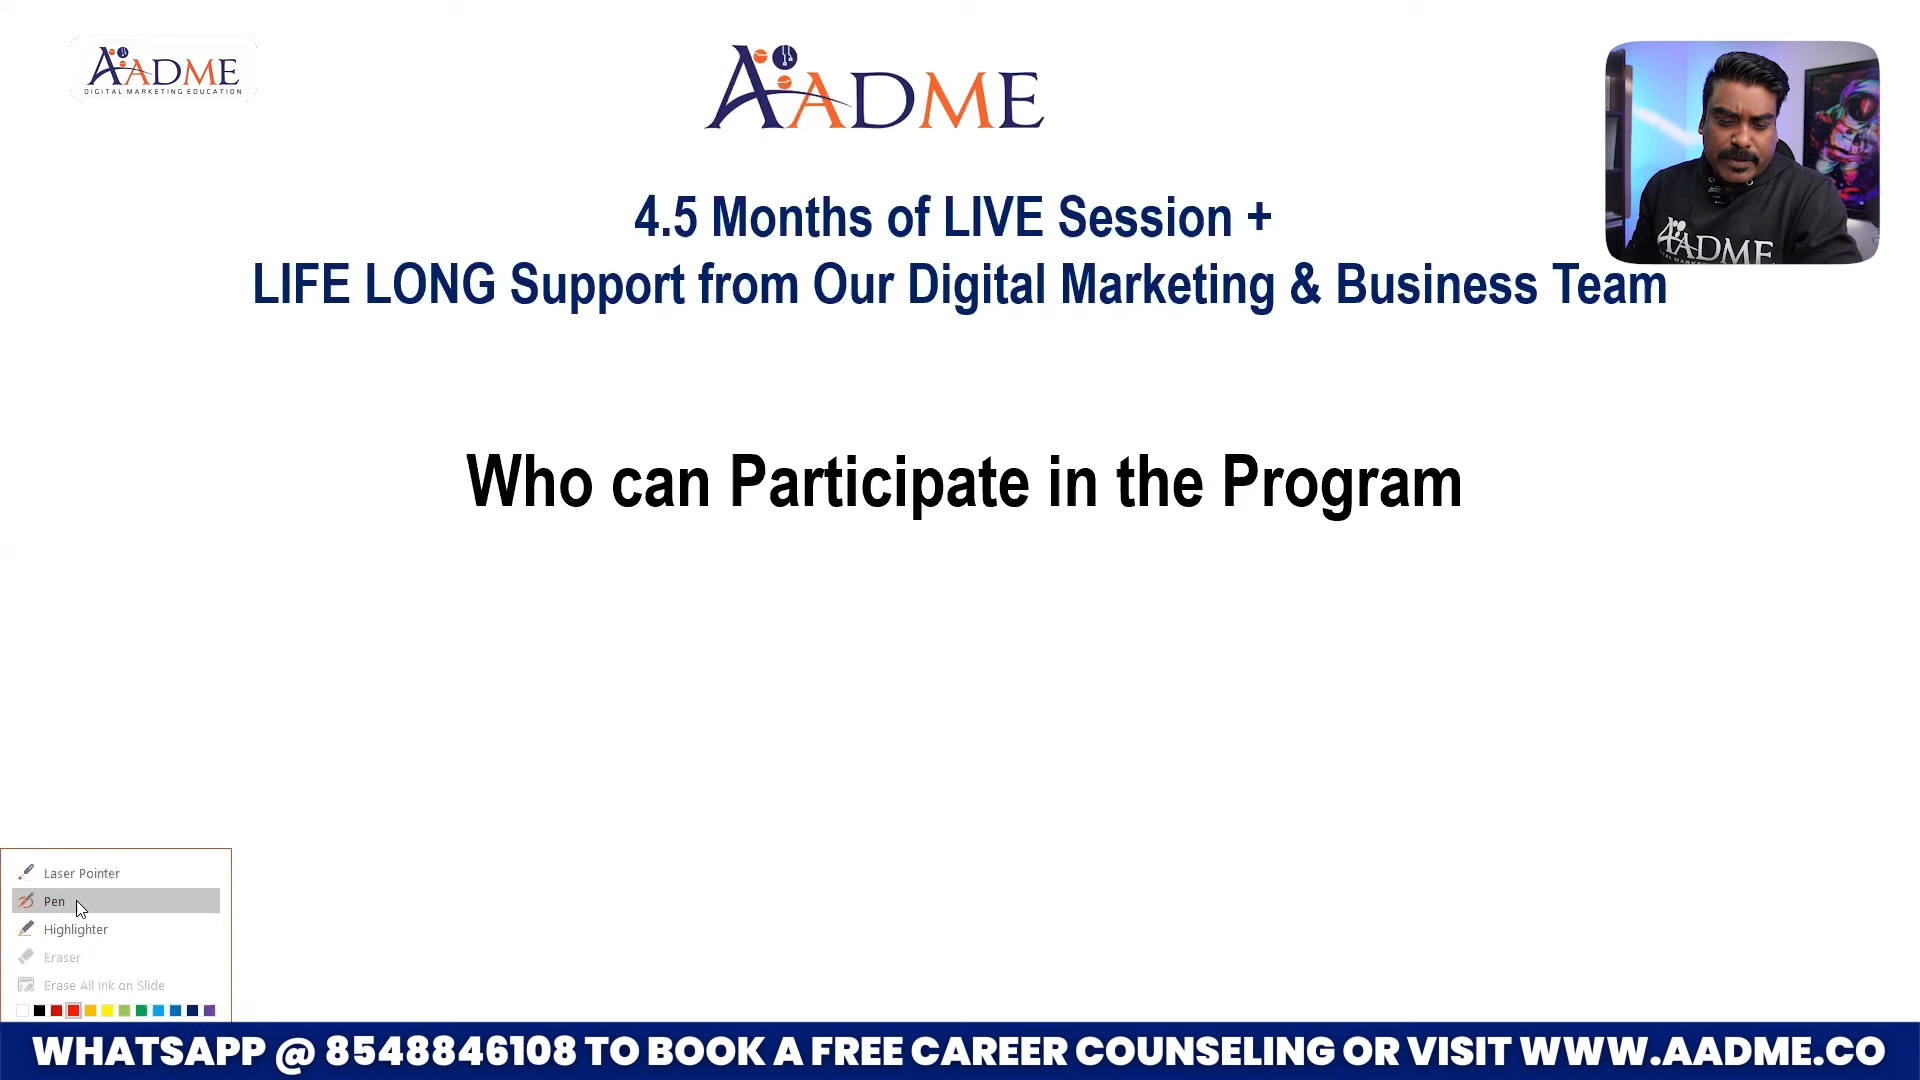 AADME
DIGITAL MARKETING EDUCATION
AADME
AADME
4.5 Months of LIVE Session +
LIFE LONG Support from Our Digital Marketing & Business Team
Who can Participate in the Program
Laser Pointer
Pen
Highlighter
Eraser
Erase All Ink on Slide
WHATSAPP @ 8548846108 TO BOOK A FREE CAREER COUNSELING OR VISIT WWW.AADME.CO